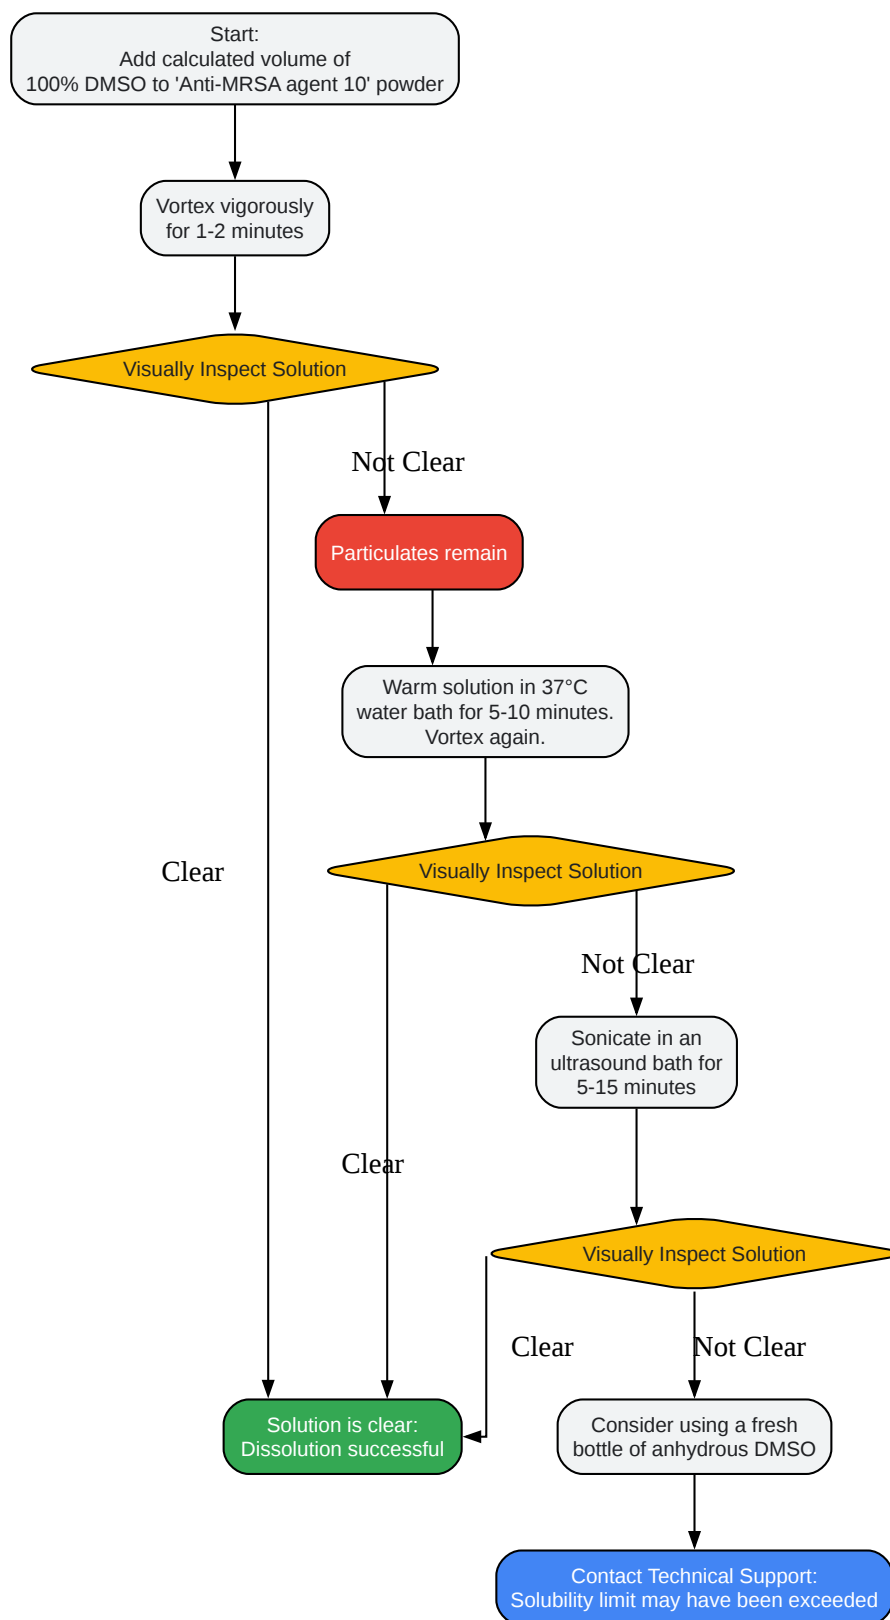 Start:
Add calculated volume of
100% DMSO to 'Anti-MRSA agent 10' powder
Vortex vigorously
for 1-2 minutes
Visually Inspect Solution
Not Clear
Particulates remain
Warm solution in 37°C
water bath for 5-10 minutes.
Vortex again.
Clear
Visually Inspect Solution
Not Clear
Sonicate in an
ultrasound bath for
5-15 minutes
Clear
Visually Inspect Solution
Clear
Not Clear
Solution is clear:
Dissolution successful
Consider using a fresh
bottle of anhydrous DMSO
Contact Technical Support:
Solubility limit may have been exceeded